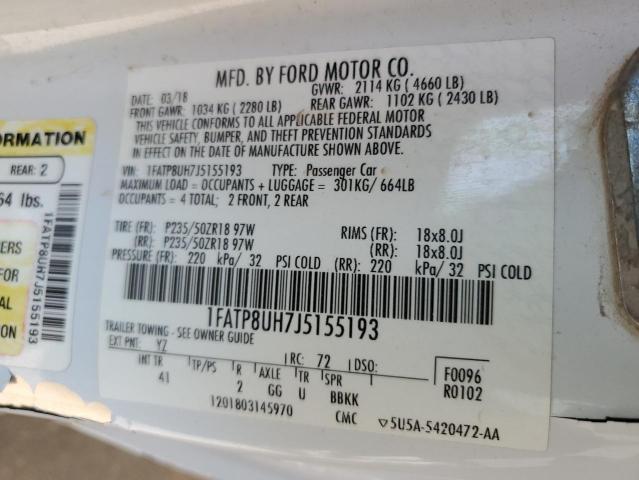 MFD. BY FORD MOTOR CO.
03/18
GVWR: 2114 KG ( 4660 LB)
FRONT GAWR: 1034 KG ( 2280 LB)
REAR GAWR: 1102 KG ( 2430 LB)
THIS VEHICLE CONFORMS TO ALL APPLICABLE FEDERAL MOTOR
VEHICLE SAFETY, BUMPER, AND THEFT PREVENTION STANDARDS
IN EFFECT ON THE DATE OF MANUFACTURE SHOWN ABOVE.
VIN: 1FATP8UH7J5155193 TYPE: Passenger Car
MAXIMUM LOAD = OCCUPANTS + LUGGAGE = 301KG/ 664LB
OCCUPANTS = 4 TOTAL; 2 FRONT, 2 REAR
TIRE (FR): P235/50ZR18 97W RIMS (FR): 18x8.0J
(RR): P235/50ZR18 97W (RR): 18x8.0J
PRESSURE (FR): 220 kPa/ 32 PSI COLD (RR): 220 kPa/ 32 PSI COLD
1FATP8UH7J5155193
TRAILER TOWING - SEE OWNER GUIDE
EXT PNT: YZ RC: 72 DSO:
INT TR TP/PS R AXLE TR SPR
41 2 GG U BBKK
1201803145970 CMC
F0096
R0102
▽5U5A-5420472-AA
ORMATION
REAR: 2
64 lbs.
ERS
FOR
AL
ON
1FATP8UH7J5155193